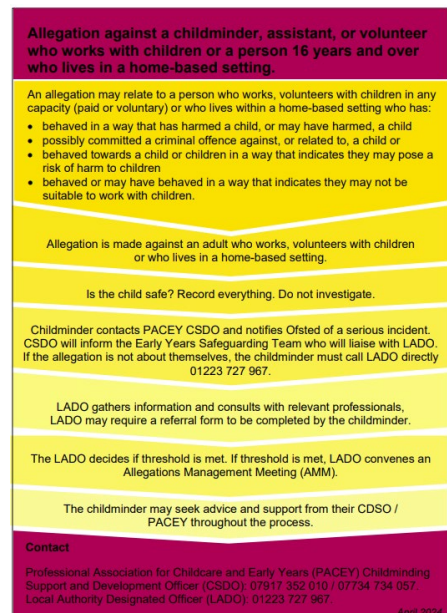 Allegation against a childminder, assistant, or volunteer
who works with children or a person 16 years and over
who lives in a home-based setting.
An allegation may relate to a person who works, volunteers with children in any
capacity (paid or voluntary) or who lives within a home-based setting who has:
• behaved in a way that has harmed a child, or may have harmed, a child
• possibly committed a criminal offence against, or related to, a child or
• behaved towards a child or children in a way that indicates they may pose a
risk of harm to children
• behaved or may have behaved in a way that indicates they may not be
suitable to work with children.
Allegation is made against an adult who works, volunteers with children
or who lives in a home-based setting.
Is the child safe? Record everything. Do not investigate.
Childminder contacts PACEY CSDO and notifies Ofsted of a serious incident.
CSDO will inform the Early Years Safeguarding Team who will liaise with LADO.
If the allegation is not about themselves, the childminder must call LADO directly
01223 727 967.
LADO gathers information and consults with relevant professionals,
LADO may require a referral form to be completed by the childminder.
The LADO decides if threshold is met. If threshold is met, LADO convenes an
Allegations Management Meeting (AMM).
The childminder may seek advice and support from their CDSO /
PACEY throughout the process.
Contact
Professional Association for Childcare and Early Years (PACEY) Childminding
Support and Development Officer (CSDO): 07917 352 010 / 07734 734 057.
Local Authority Designated Officer (LADO): 01223 727 967.
April 2024